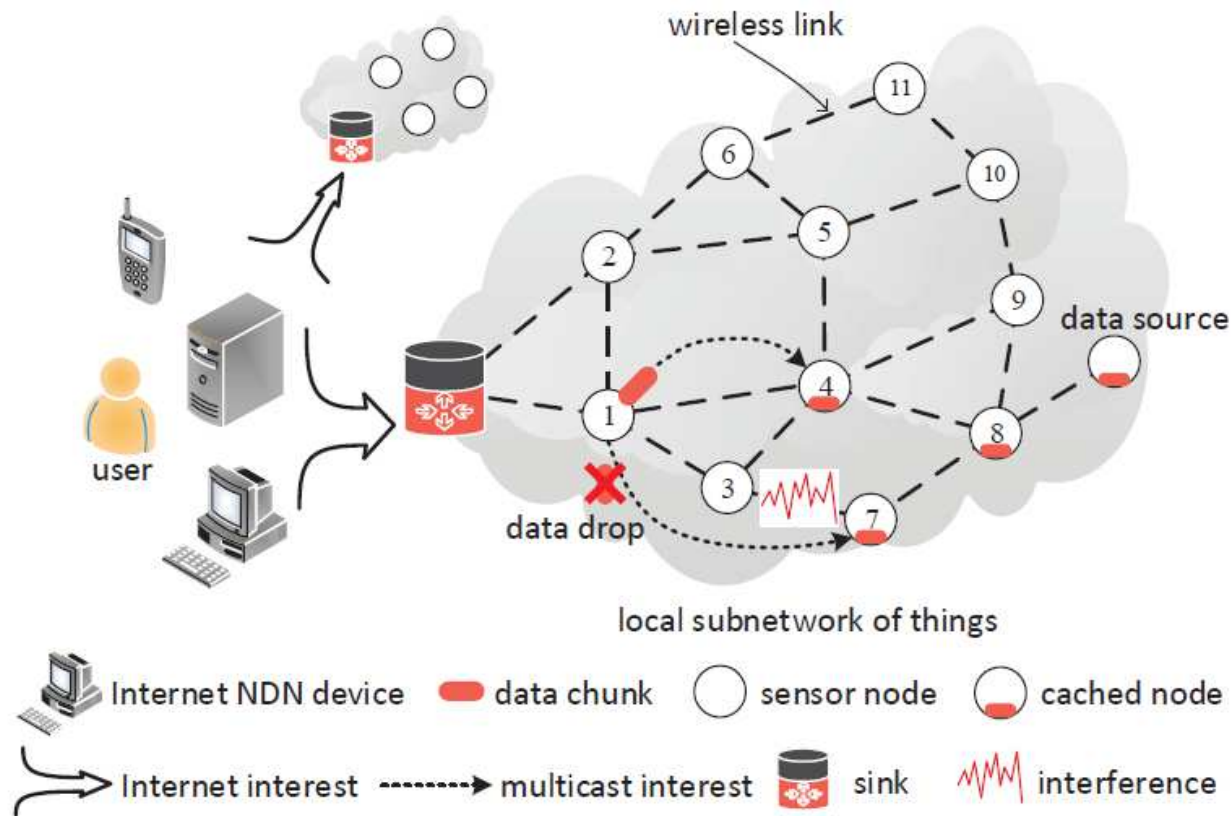 wireless link
11
6
10
5
2
9
data source
4
1
8
user
3
data drop
7
local subnetwork of things
Internet NDN device
data chunk
sensor node
cached node
Internet interest
multicast interest
sink
interference